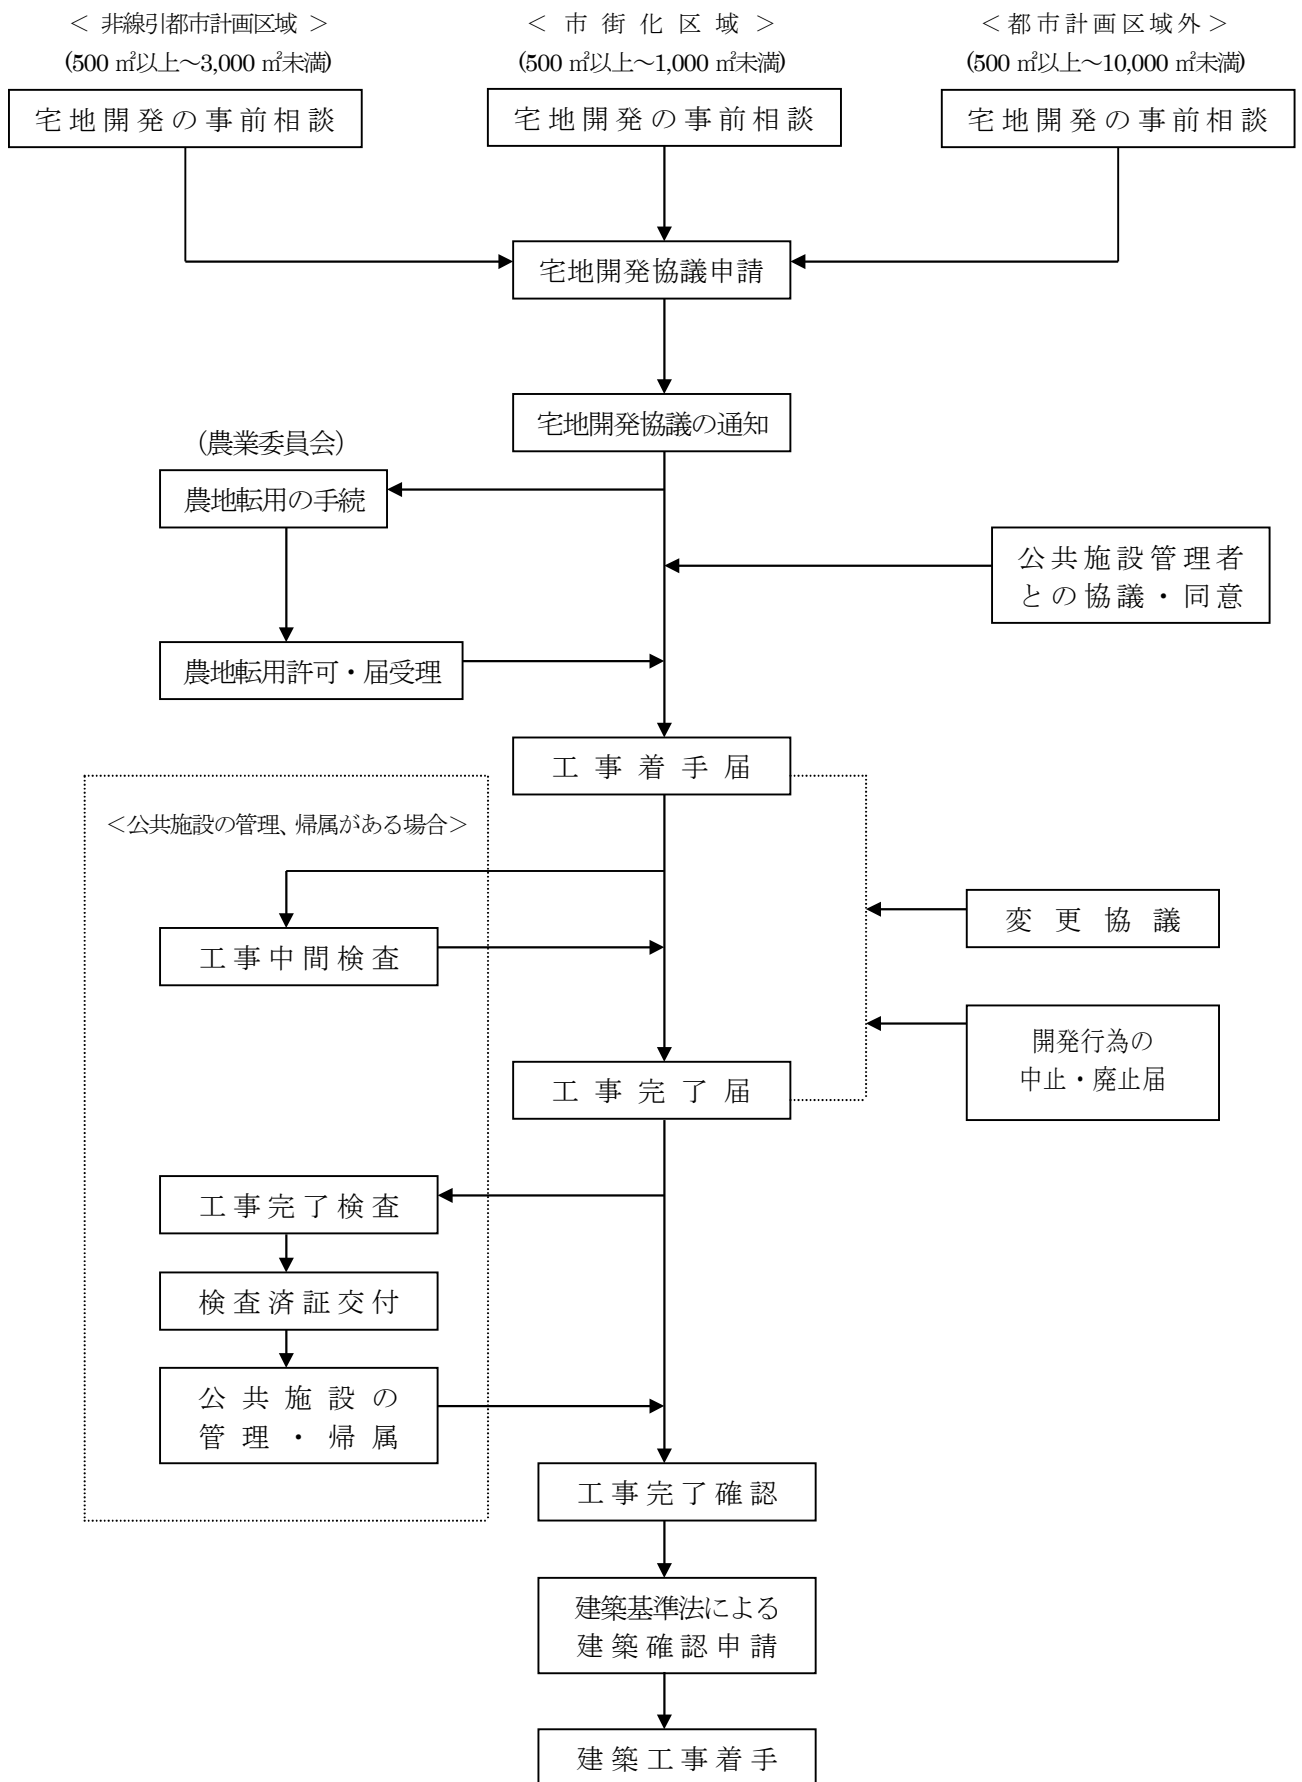 ＜ 非線引都市計画区域 ＞
(500 ㎡以上～3,000 ㎡未満)
宅地開発の事前相談
＜ 市街化区域 ＞
(500 ㎡以上～1,000 ㎡未満)
宅地開発の事前相談
＜都市計画区域外＞
(500 ㎡以上～10,000 ㎡未満)
宅地開発の事前相談
宅地開発協議申請
宅地開発協議の通知
（農業委員会）
農地転用の手続
公共施設管理者
との協議・同意
農地転用許可・届受理
工事着手届
＜公共施設の管理、帰属がある場合＞
変更協議
工事中間検査
開発行為の
中止・廃止届
工事完了届
工事完了検査
検査済証交付
公共施設の
管理・帰属
工事完了確認
建築基準法による
建築確認申請
建築工事着手